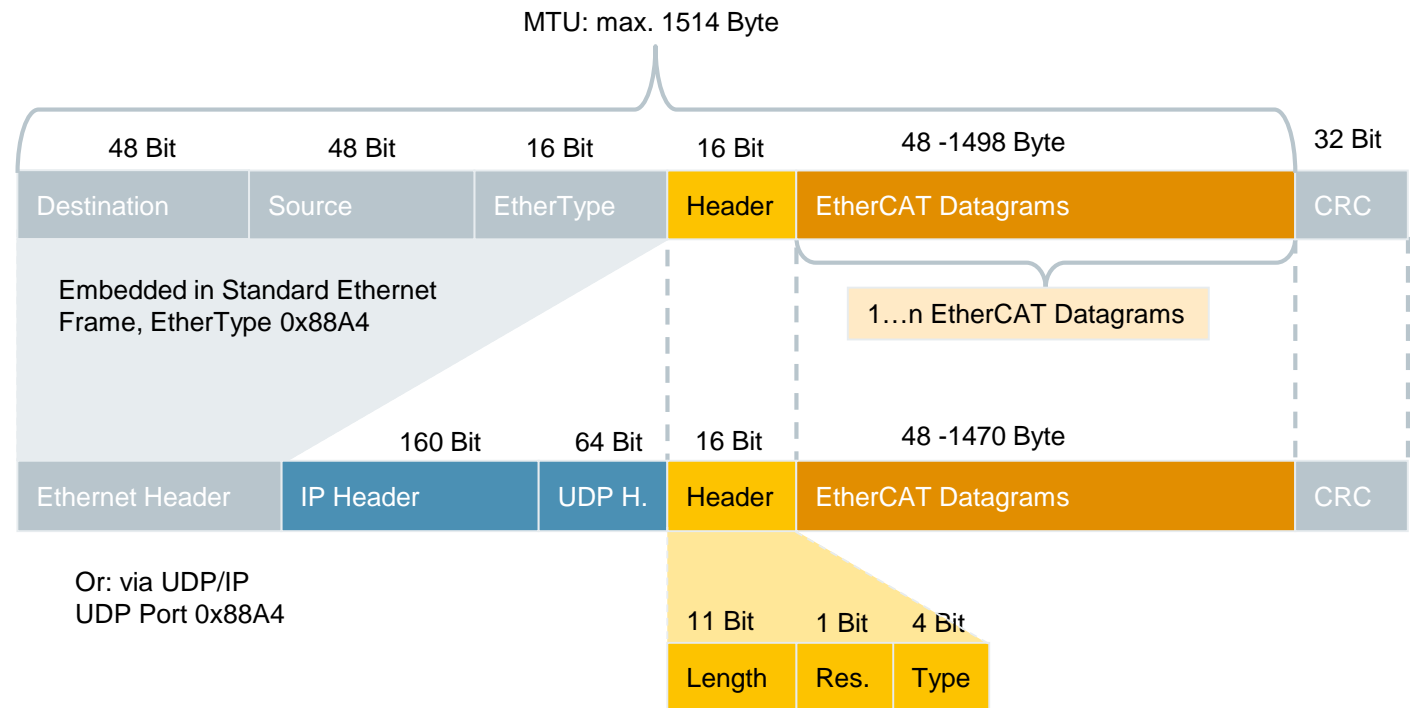 MTU: max. 1514 Byte
48 Bit 48 Bit 16 Bit 16 Bit 48 -1498 Byte 32 Bit
Destination Source EtherType Header EtherCAT Datagrams CRC
Embedded in Standard Ethernet
Frame, EtherType 0x88A4
1…n EtherCAT Datagrams
160 Bit 64 Bit 16 Bit 48 -1470 Byte
Ethernet Header IP Header UDP H. Header EtherCAT Datagrams CRC
Or: via UDP/IP
UDP Port 0x88A4
11 Bit 1 Bit 4 Bit
Length Res. Type